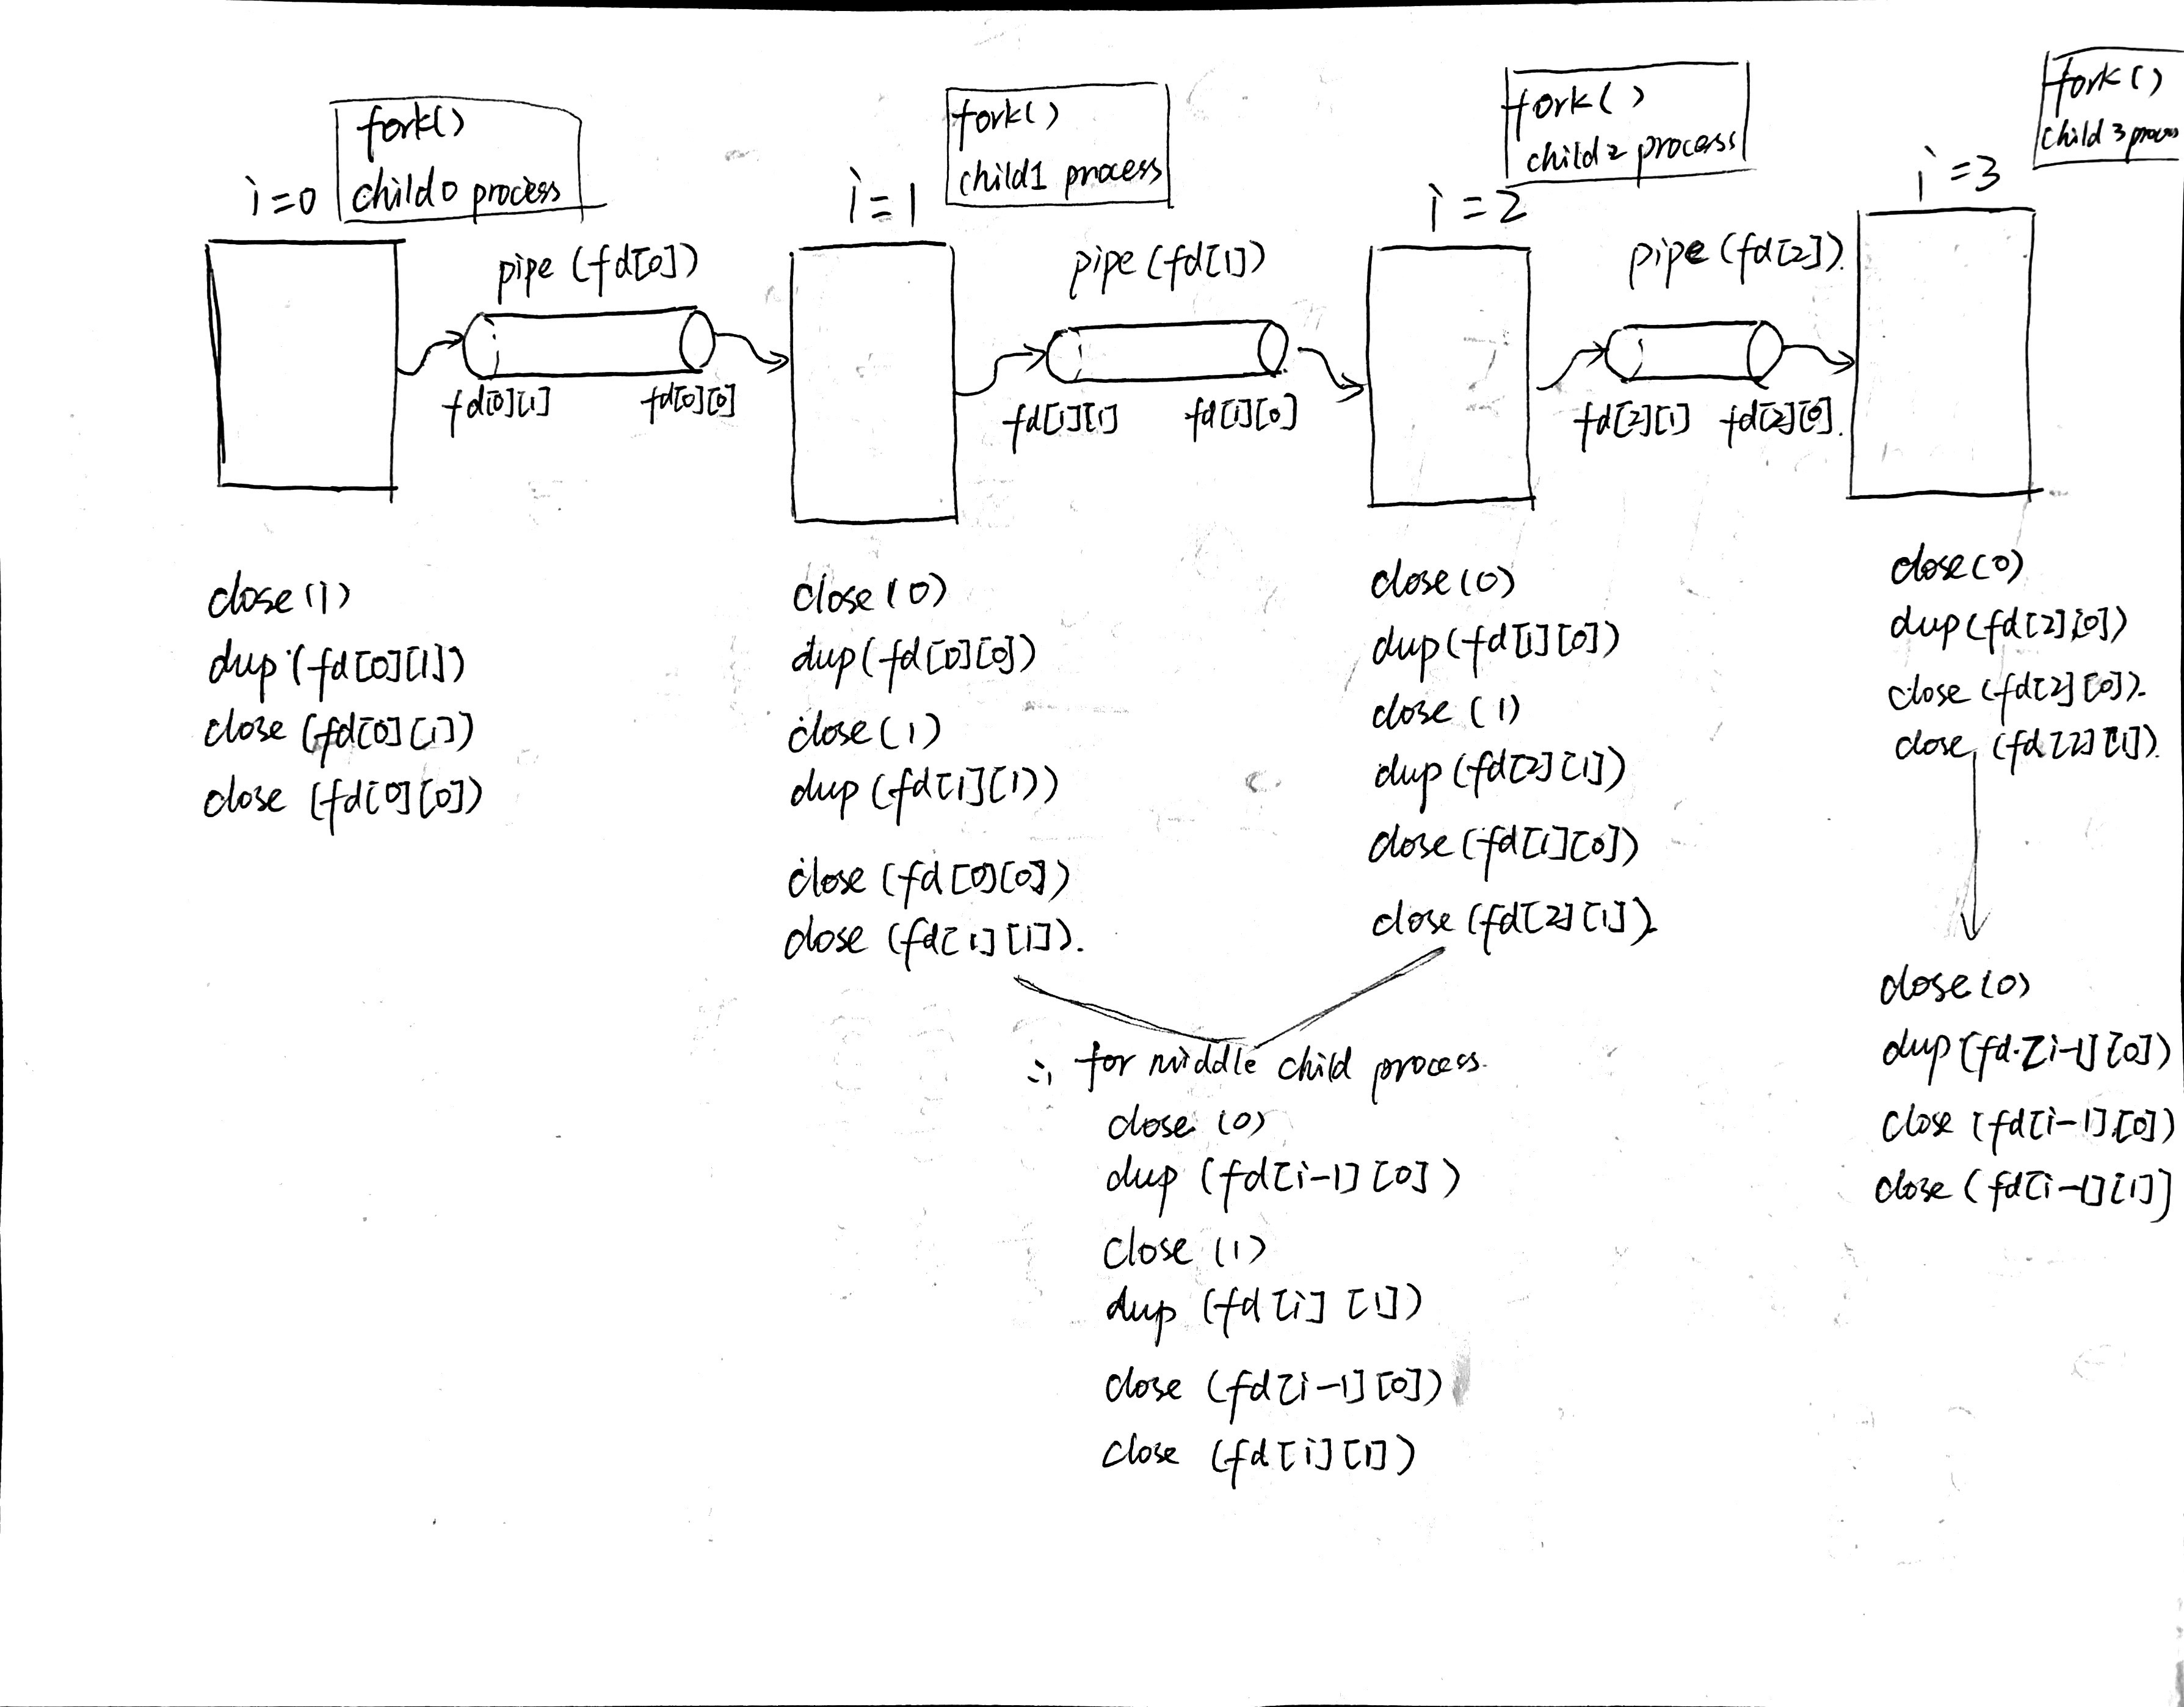 fork()
child0 process
i=0
fork()
child1 process
i=1
fork()
child2 process
i=2
fork()
child3 process
i=3
pipe (fd[0])
fd[0][1]
fd[0][0]
pipe (fd[1])
fd[1][1]
fd[1][0]
pipe (fd[2]).
fd[2][1]
fd[2][0].
close(1)
dup(fd[0][1])
close (fd[0][1])
close (fd[0][0])
close(0)
dup(fd[0][0])
close(1)
dup(fd[1][1])
close (fd[0][0])
close (fd[1][1]).
close(0)
dup(fd[1][0])
close (1)
dup(fd[2][1])
close(fd[1][0])
close (fd[2][1]).
close(0)
dup(fd[2][0])
close (fd[2][0]).
close (fd[2][1]).
∴ for middle child process.
close (0)
dup (fd[i-1][0])
close (1)
dup (fd[i][1])
close (fd[i-1][0])
close (fd[i][1])
close(0)
dup(fd[i-1][0])
close (fd[i-1][0])
close (fd[i-1][1]